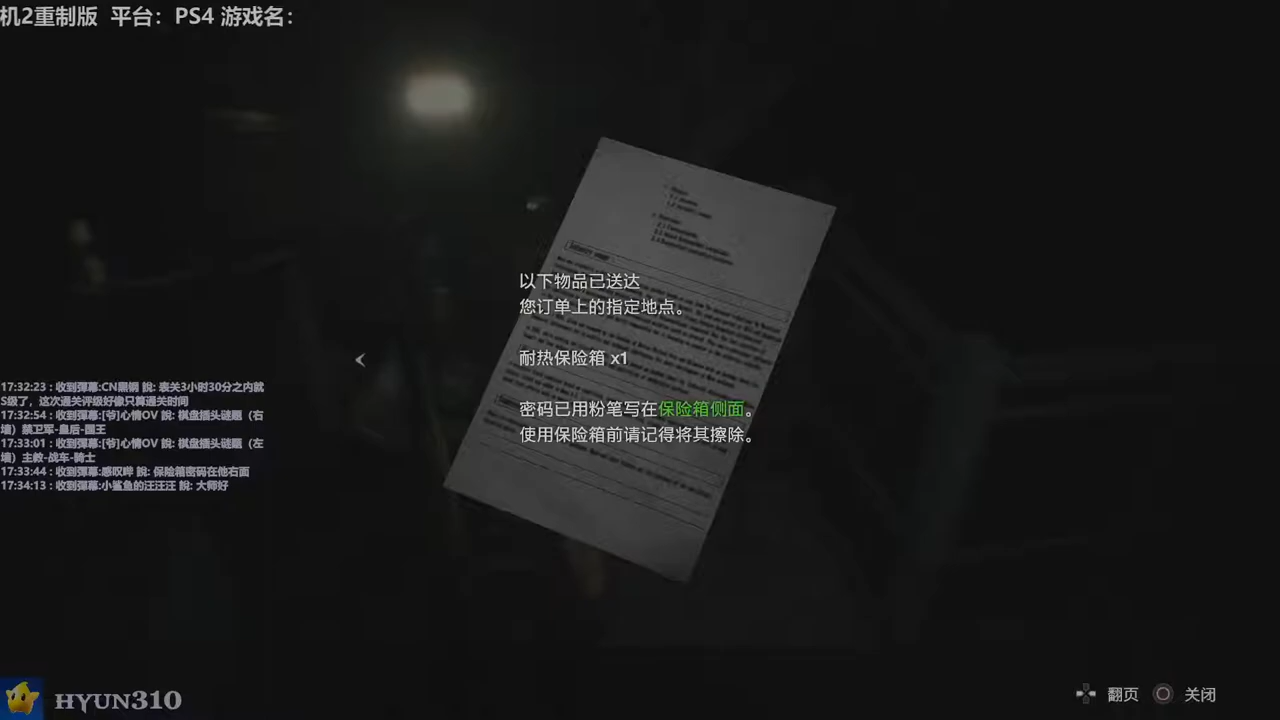 机2重制版 平台：PS4 游戏名：
以下物品已送达
您订单上的指定地点。
耐热保险箱 x1
密码已用粉笔写在保险箱侧面。
使用保险箱前请记得将其擦除。
17:32:23 : 收到弹幕:CN黑铜 說: 表关3小时30分之内就
S级了，这次通关评级好像只算通关时间
17:32:54 : 收到弹幕:[爷]心情OV 說: 棋盘插头谜题（右
墙）禁卫军-皇后-国王
17:33:01 : 收到弹幕:[爷]心情OV 說: 棋盘插头谜题（左
墙）主教-战车-骑士
17:33:44 : 收到弹幕:感叹哔 說: 保险箱密码在他右面
17:34:13 : 收到弹幕:小鲨鱼的汪汪汪 說: 大师好
HYUN310
翻页 关闭